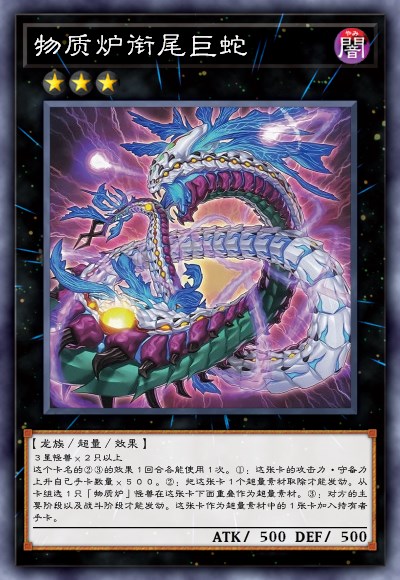 物质炉衔尾巨蛇
やみ
闇
【龙族／超量／效果】
3星怪兽×2只以上
这个卡名的②③的效果1回合各能使用1次。①：这张卡的攻击力・守备力
上升自己手卡数量×500。②：把这张卡1个超量素材取除才能发动。从
卡组选1只「物质炉」怪兽在这张卡下面重叠作为超量素材。③：对方的主
要阶段以及战斗阶段才能发动。这张卡作为超量素材中的1张卡加入持有者
手卡。
ATK/ 500 DEF/ 500